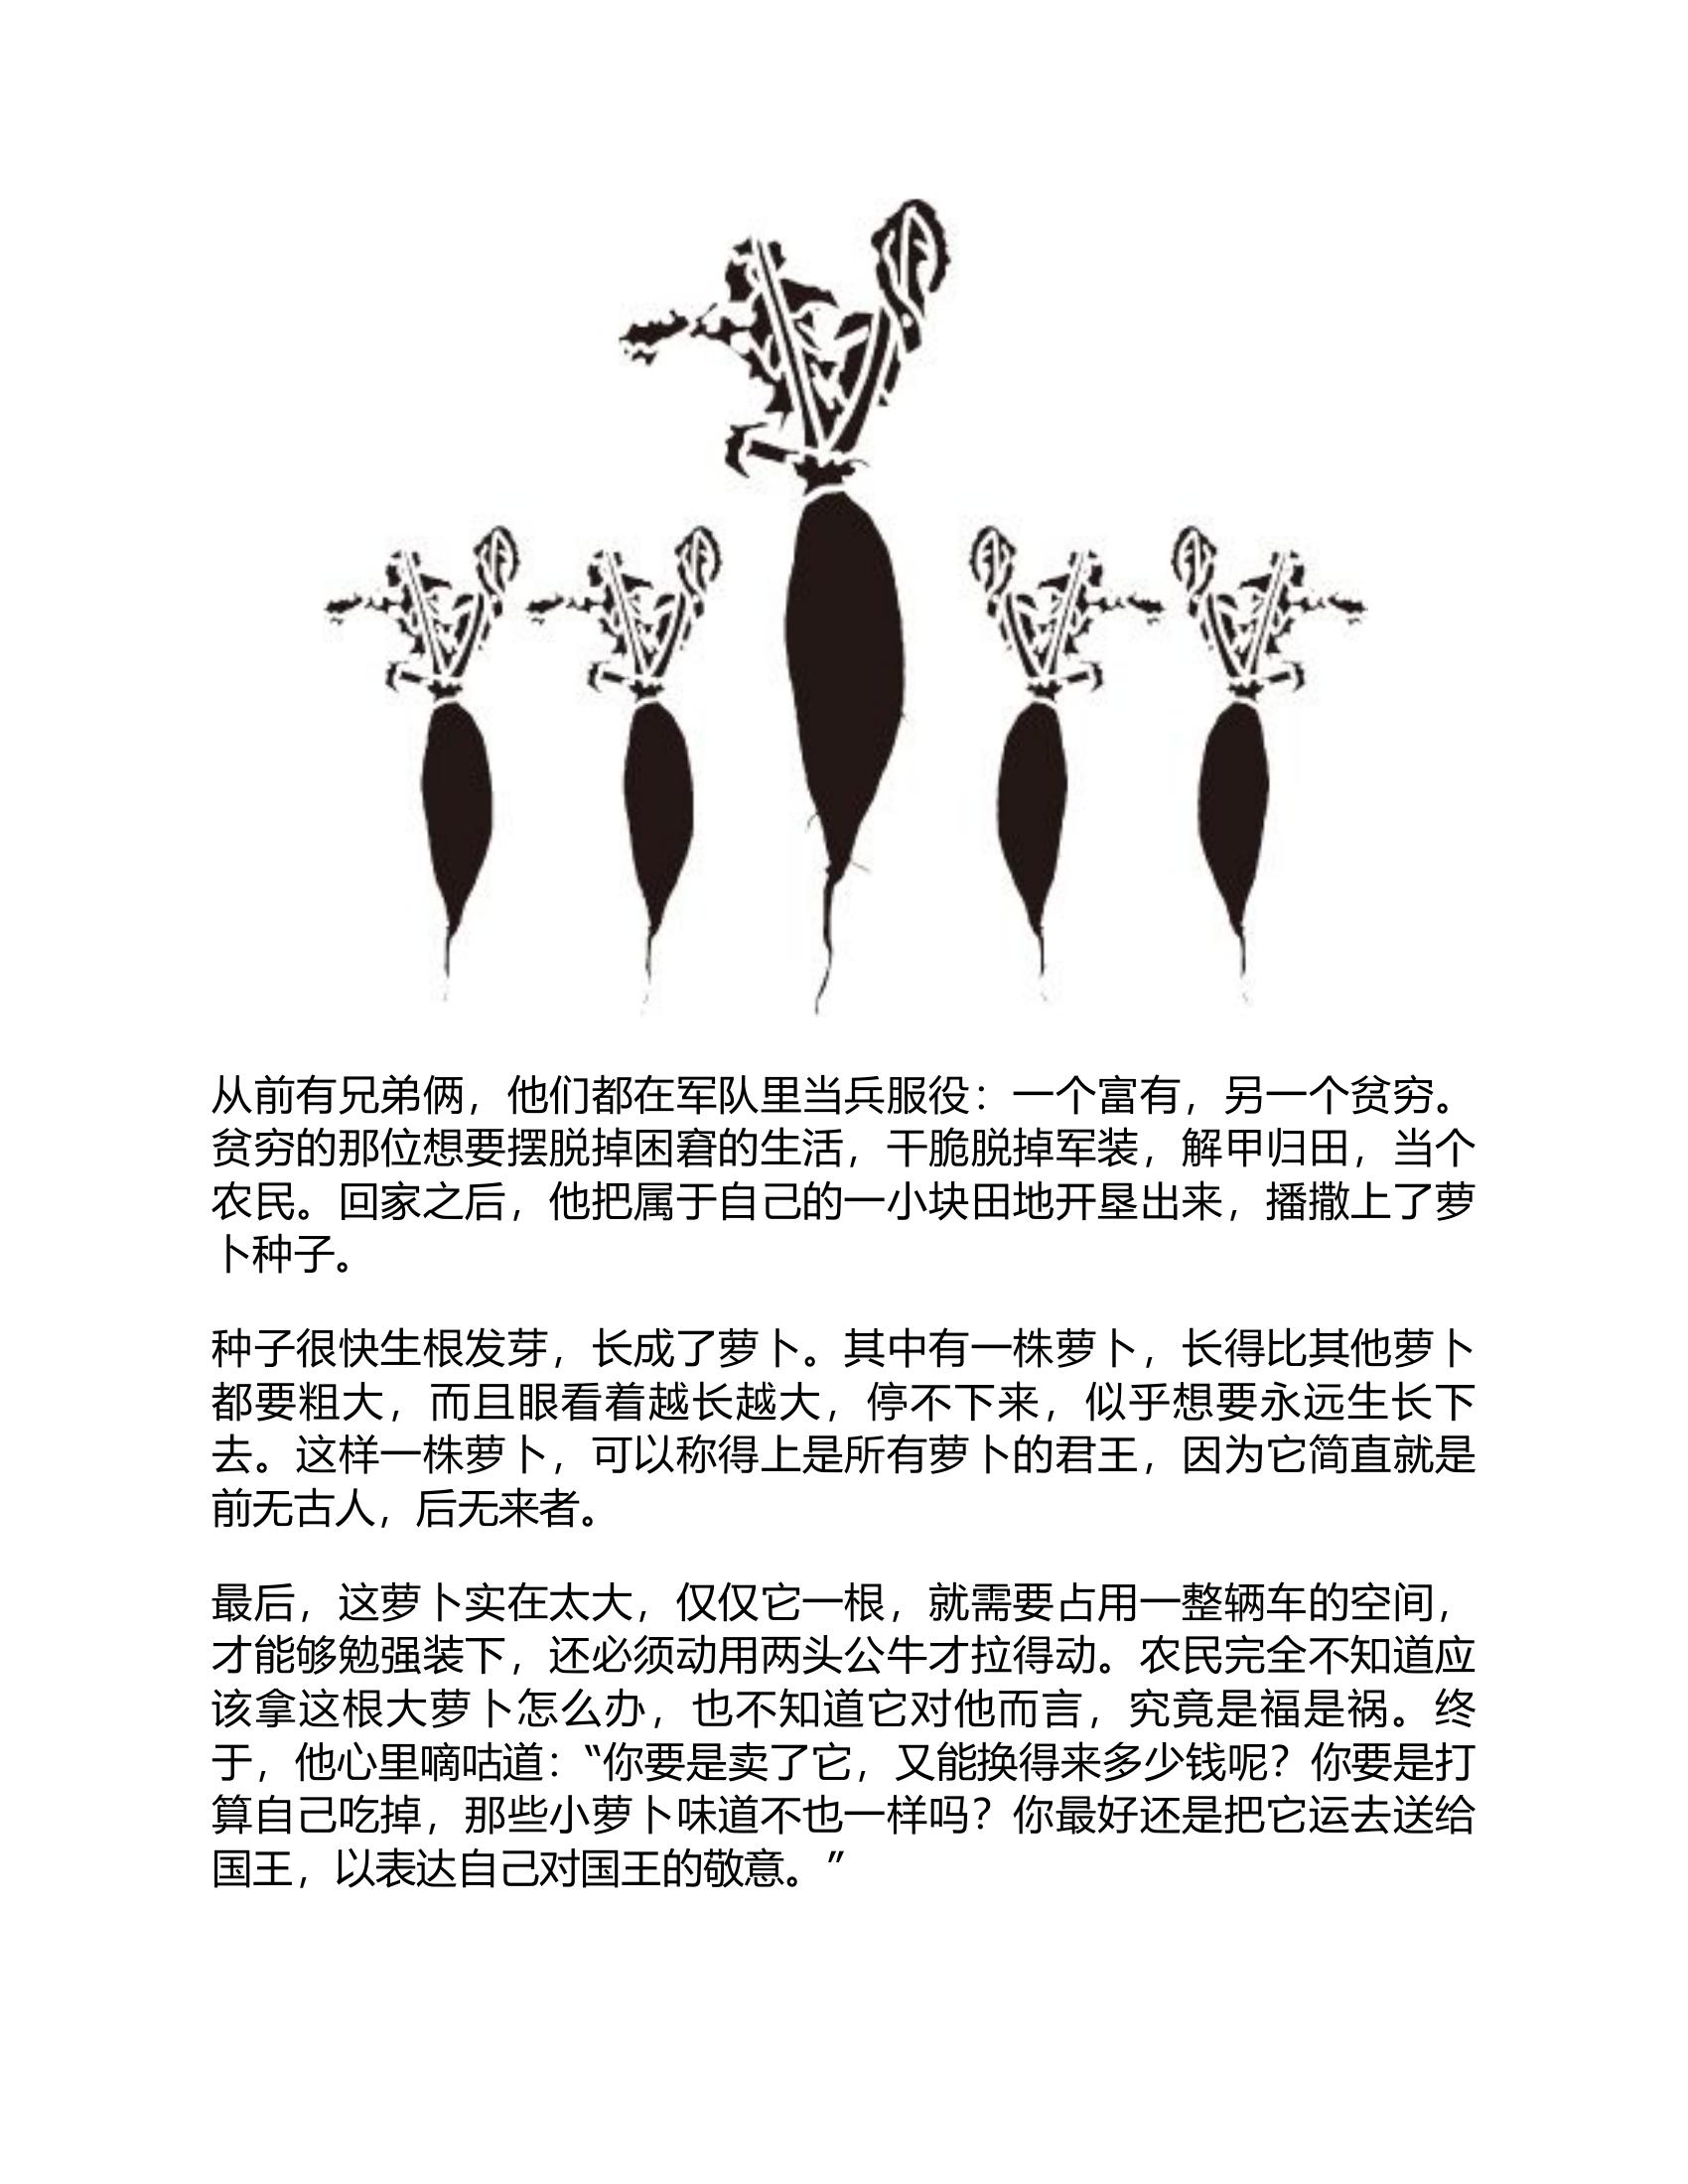 从前有兄弟俩，他们都在军队里当兵服役：一个富有，另一个贫穷。
贫穷的那位想要摆脱掉困窘的生活，干脆脱掉军装，解甲归田，当个
农民。回家之后，他把属于自己的一小块田地开垦出来，播撒上了萝
卜种子。
种子很快生根发芽，长成了萝卜。其中有一株萝卜，长得比其他萝卜
都要粗大，而且眼看着越长越大，停不下来，似乎想要永远生长下
去。这样一株萝卜，可以称得上是所有萝卜的君王，因为它简直就是
前无古人，后无来者。
最后，这萝卜实在太大，仅仅它一根，就需要占用一整辆车的空间，
才能够勉强装下，还必须动用两头公牛才拉得动。农民完全不知道应
该拿这根大萝卜怎么办，也不知道它对他而言，究竟是福是祸。终
于，他心里嘀咕道：“你要是卖了它，又能换得来多少钱呢？你要是打
算自己吃掉，那些小萝卜味道不也一样吗？你最好还是把它运去送给
国王，以表达自己对国王的敬意。”